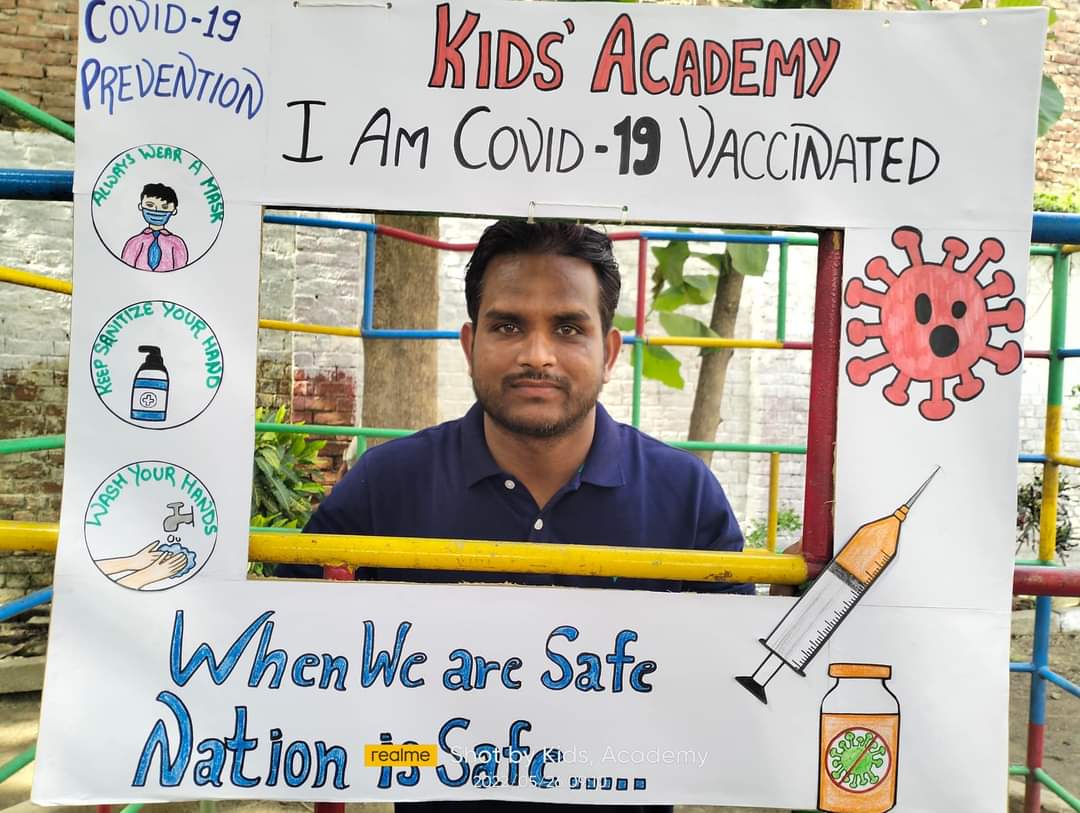 COVID-19
PREVENTION
KIDS' ACADEMY
I AM COVID-19 VACCINATED
ALWAYS WEAR A MASK
KEEP SANITIZE YOUR HAND
WASH YOUR HANDS
When We are Safe
Nation is Safe....
realme Shot by Kids, Academy